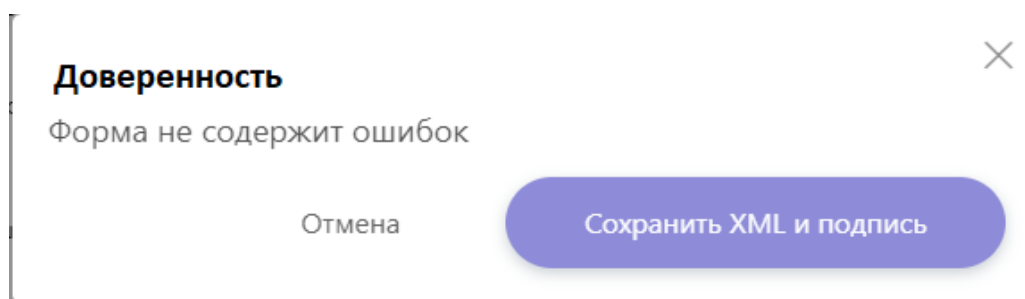 Доверенность
Форма не содержит ошибок
Отмена
Сохранить XML и подпись